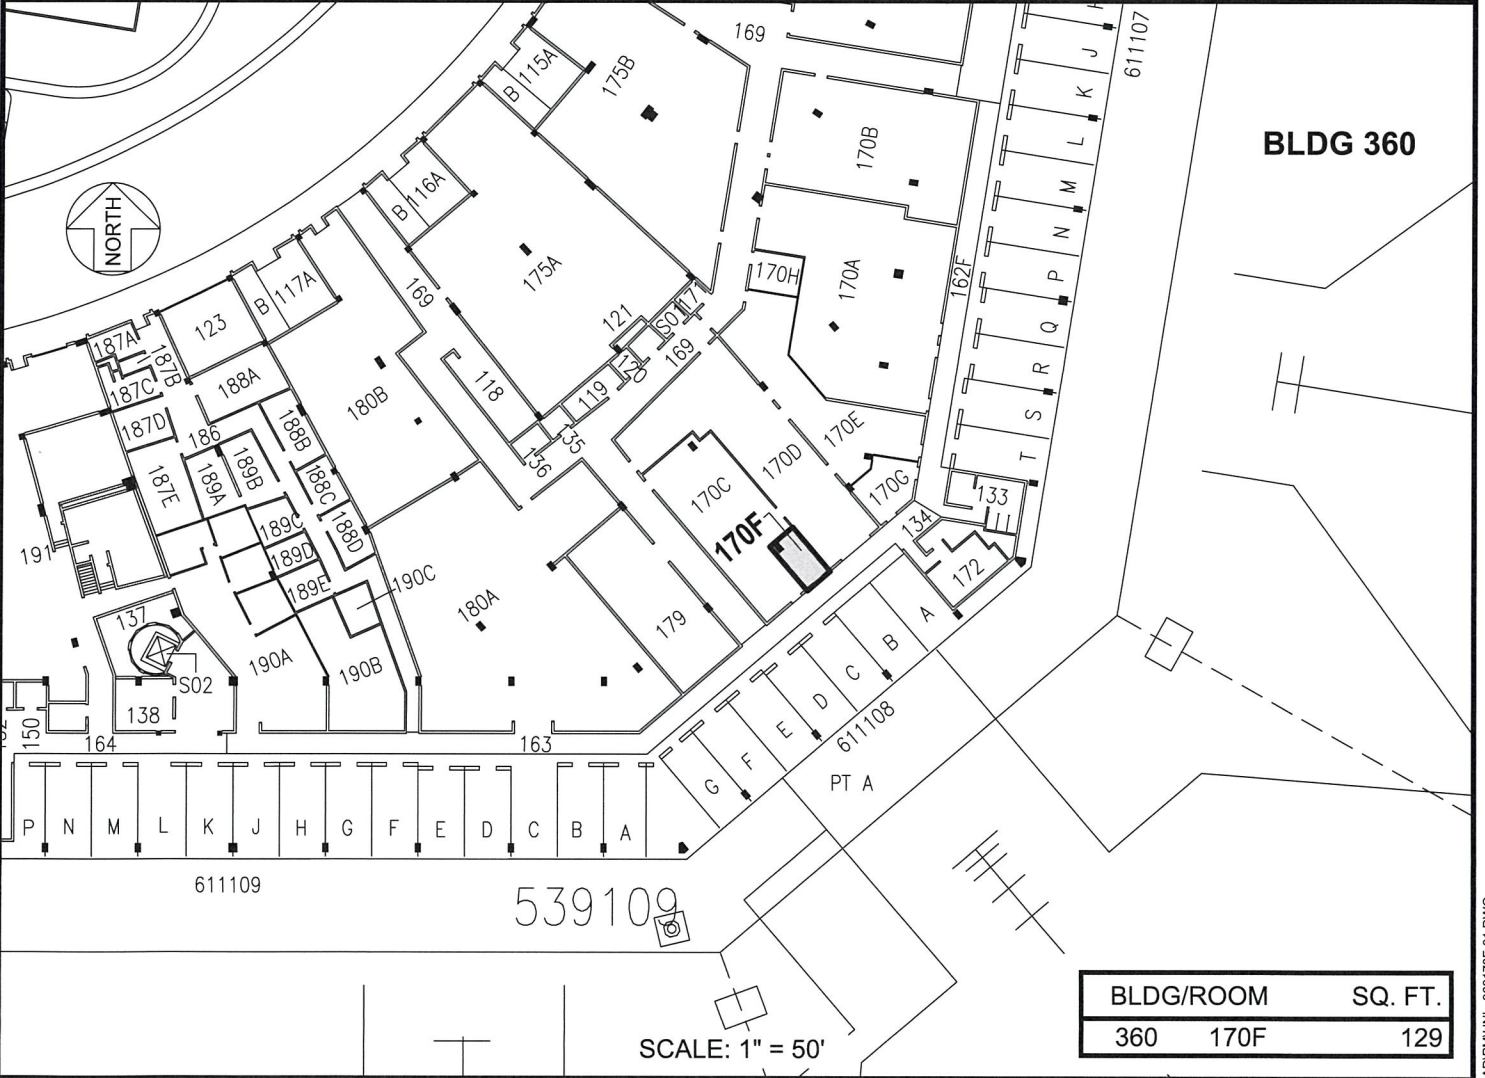 169
611107
H
J
K
L
M
N
P
Q
R
S
T
BLDG 360
NORTH
115A
B
175B
170B
116A
B
175A
170H
170A
162F
117A
B
123
169
121
S01
171
120
169
187A
187B
187C
187D
187E
188A
180B
118
119
135
136
186
188B
189B
189A
188C
188D
189C
189D
189E
190C
170E
170D
170C
170G
170F
133
134
172
191
137
S02
138
190A
190B
180A
179
150
164
163
A
B
C
D
E
F
G
611108
PT A
P N M L K J H G F E D C B A
611109
539109
SCALE: 1" = 50'
BLDG/ROOM SQ. FT.
360 170F 129